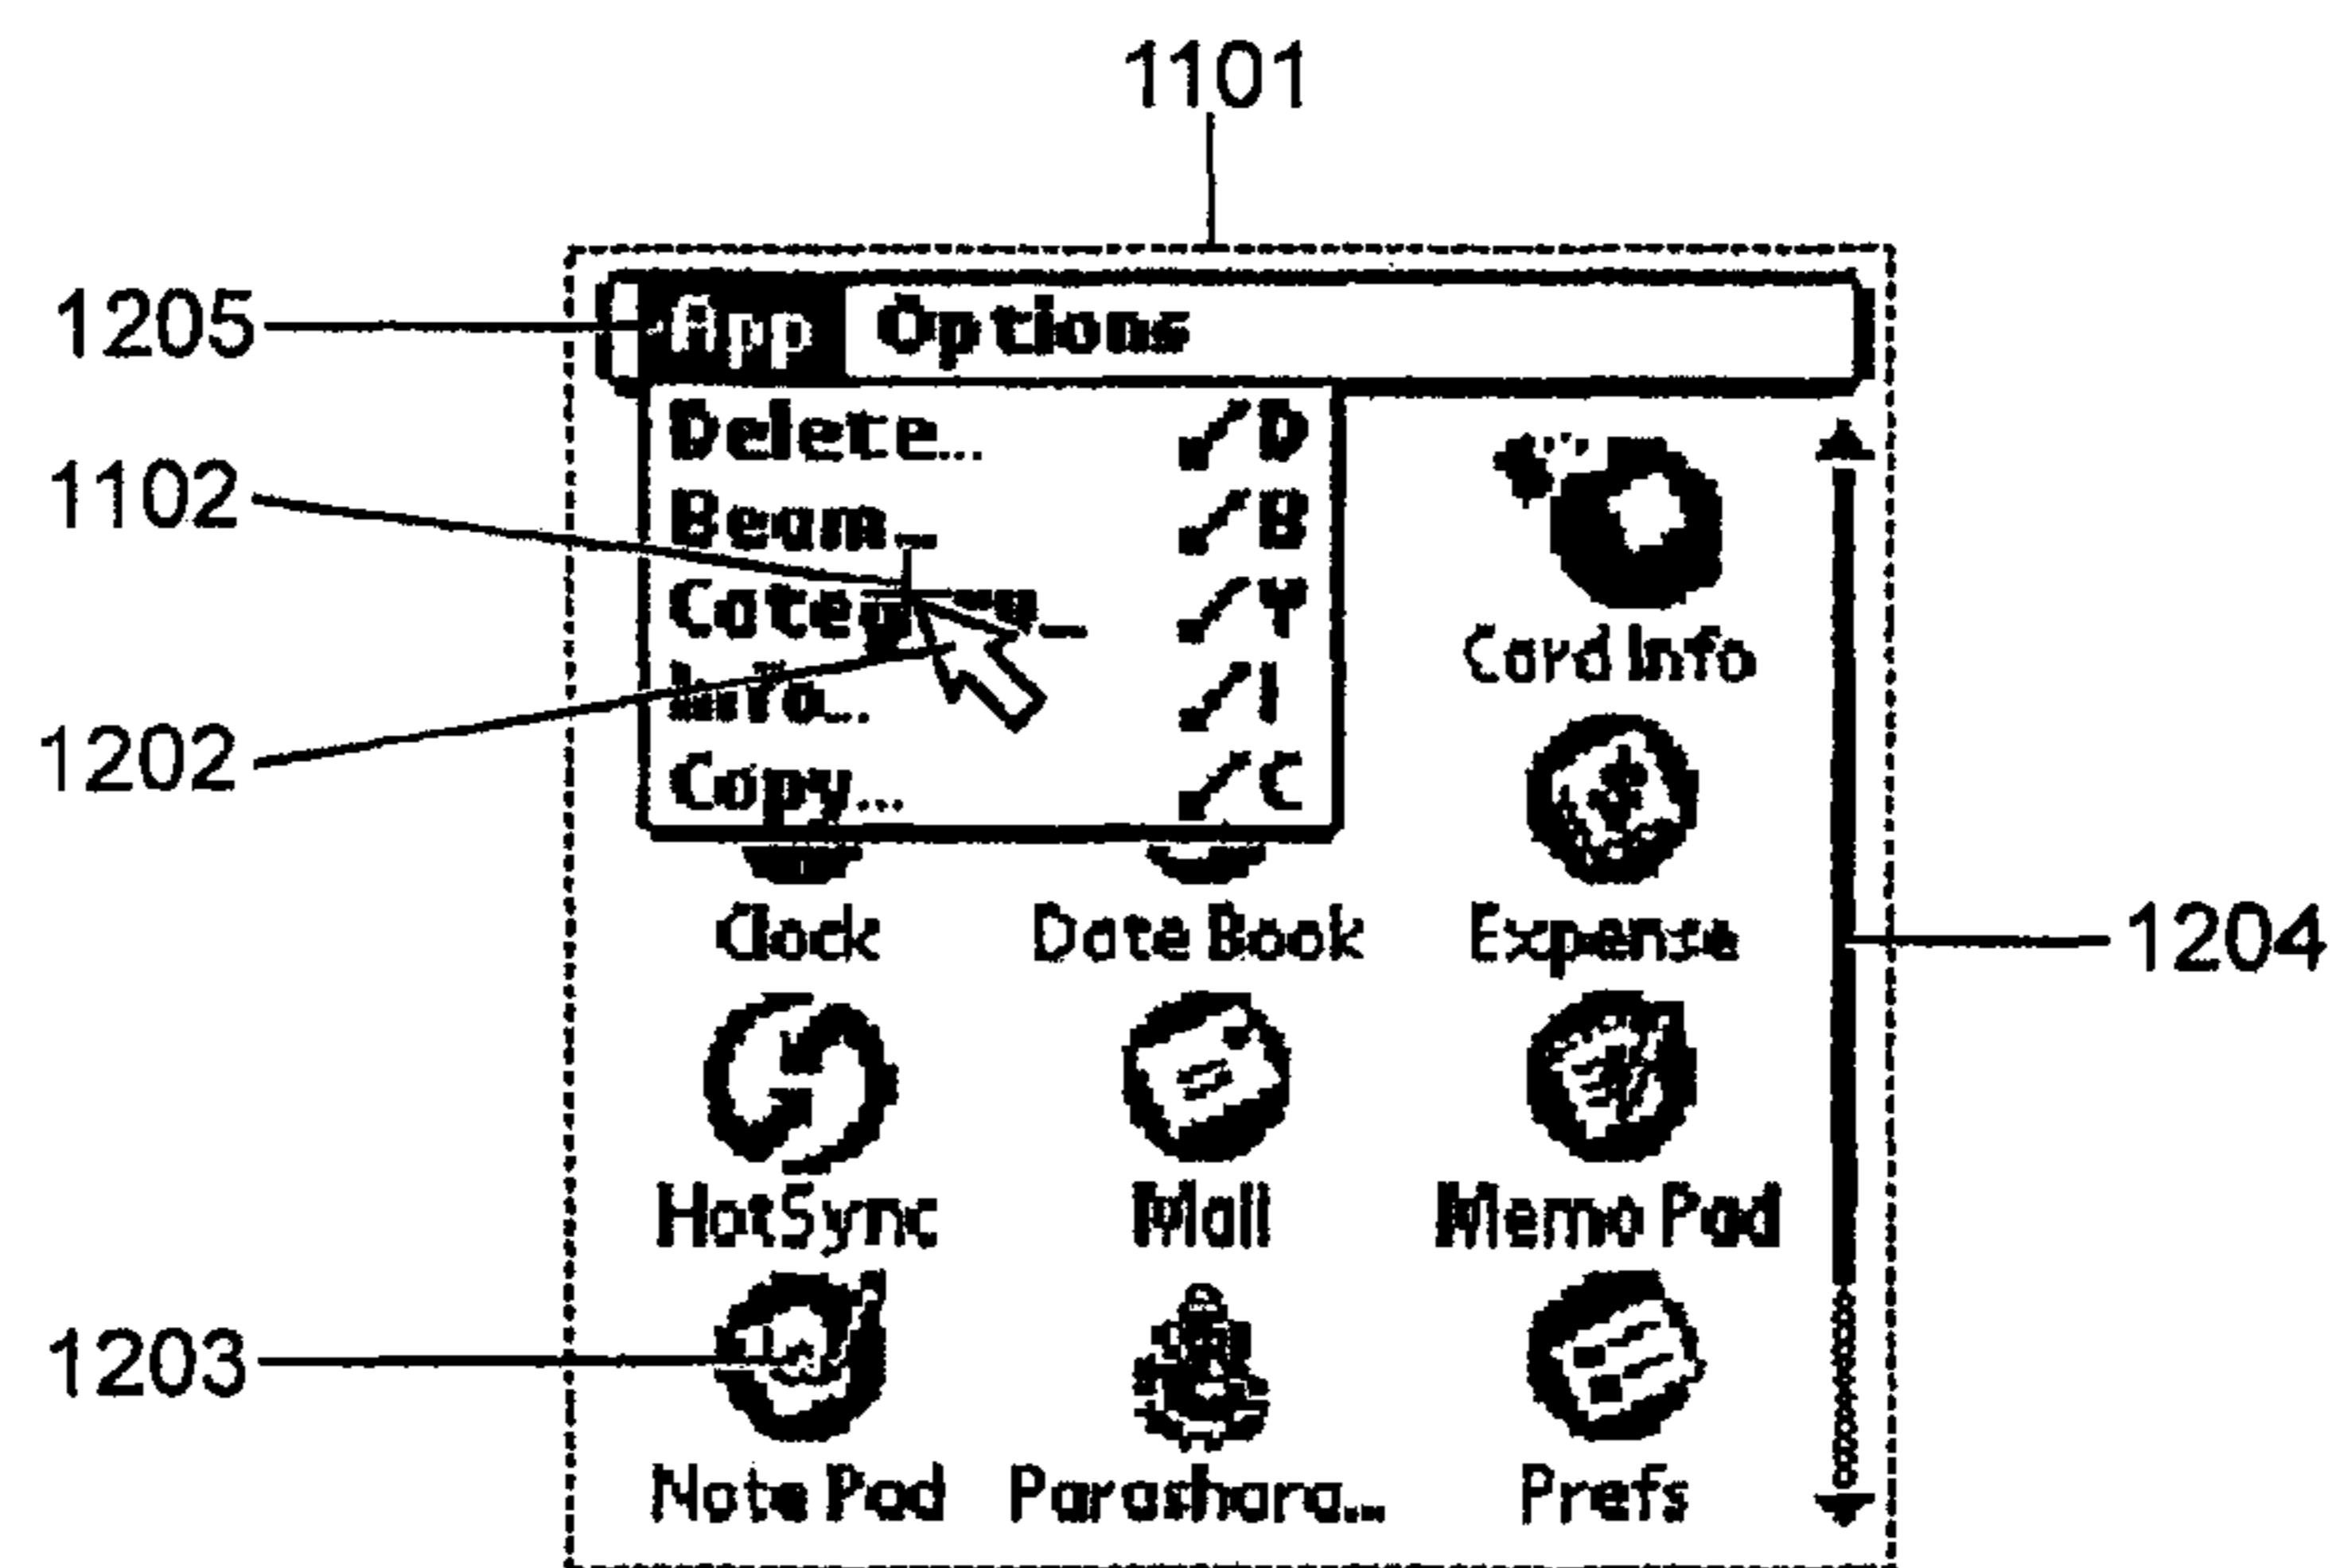 1101
1205
App Options
Delete... /D
1102
Beam... /B
Category... /Y
Card Info
Info... /I
1202
Copy... /C
Clock Date Book Expense
1204
HotSync Mail Memo Pad
1203
Note Pad Parashara... Prefs